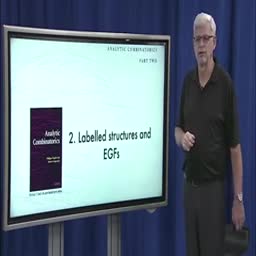 ANALYTIC COMBINATORICS
PART TWO
Analytic
Combinatorics
2. Labelled structures and
EGFs